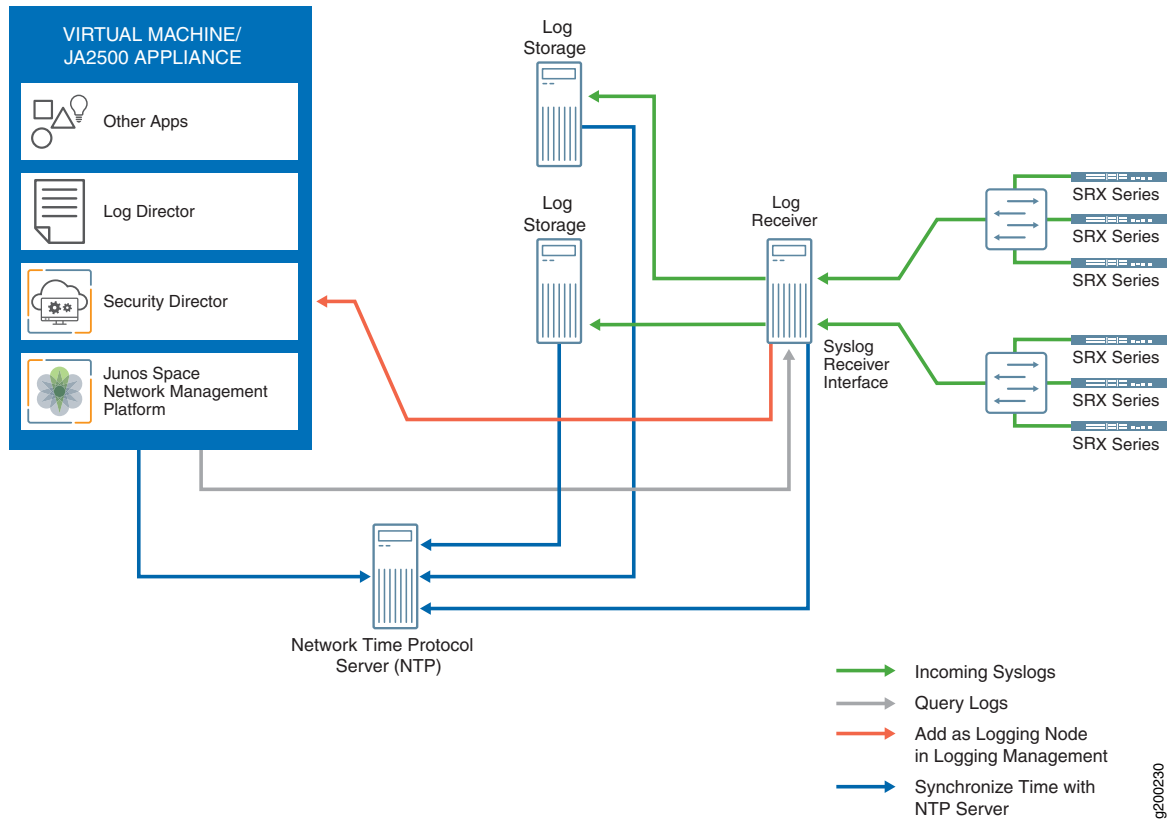 VIRTUAL MACHINE/
JA2500 APPLIANCE
Other Apps
Log Director
Security Director
Junos Space
Network Management
Platform
Log
Storage
Log
Storage
Log
Receiver
Syslog
Receiver
Interface
SRX Series
SRX Series
SRX Series
SRX Series
SRX Series
SRX Series
Network Time Protocol
Server (NTP)
Incoming Syslogs
Query Logs
Add as Logging Node
in Logging Management
Synchronize Time with
NTP Server
g200230